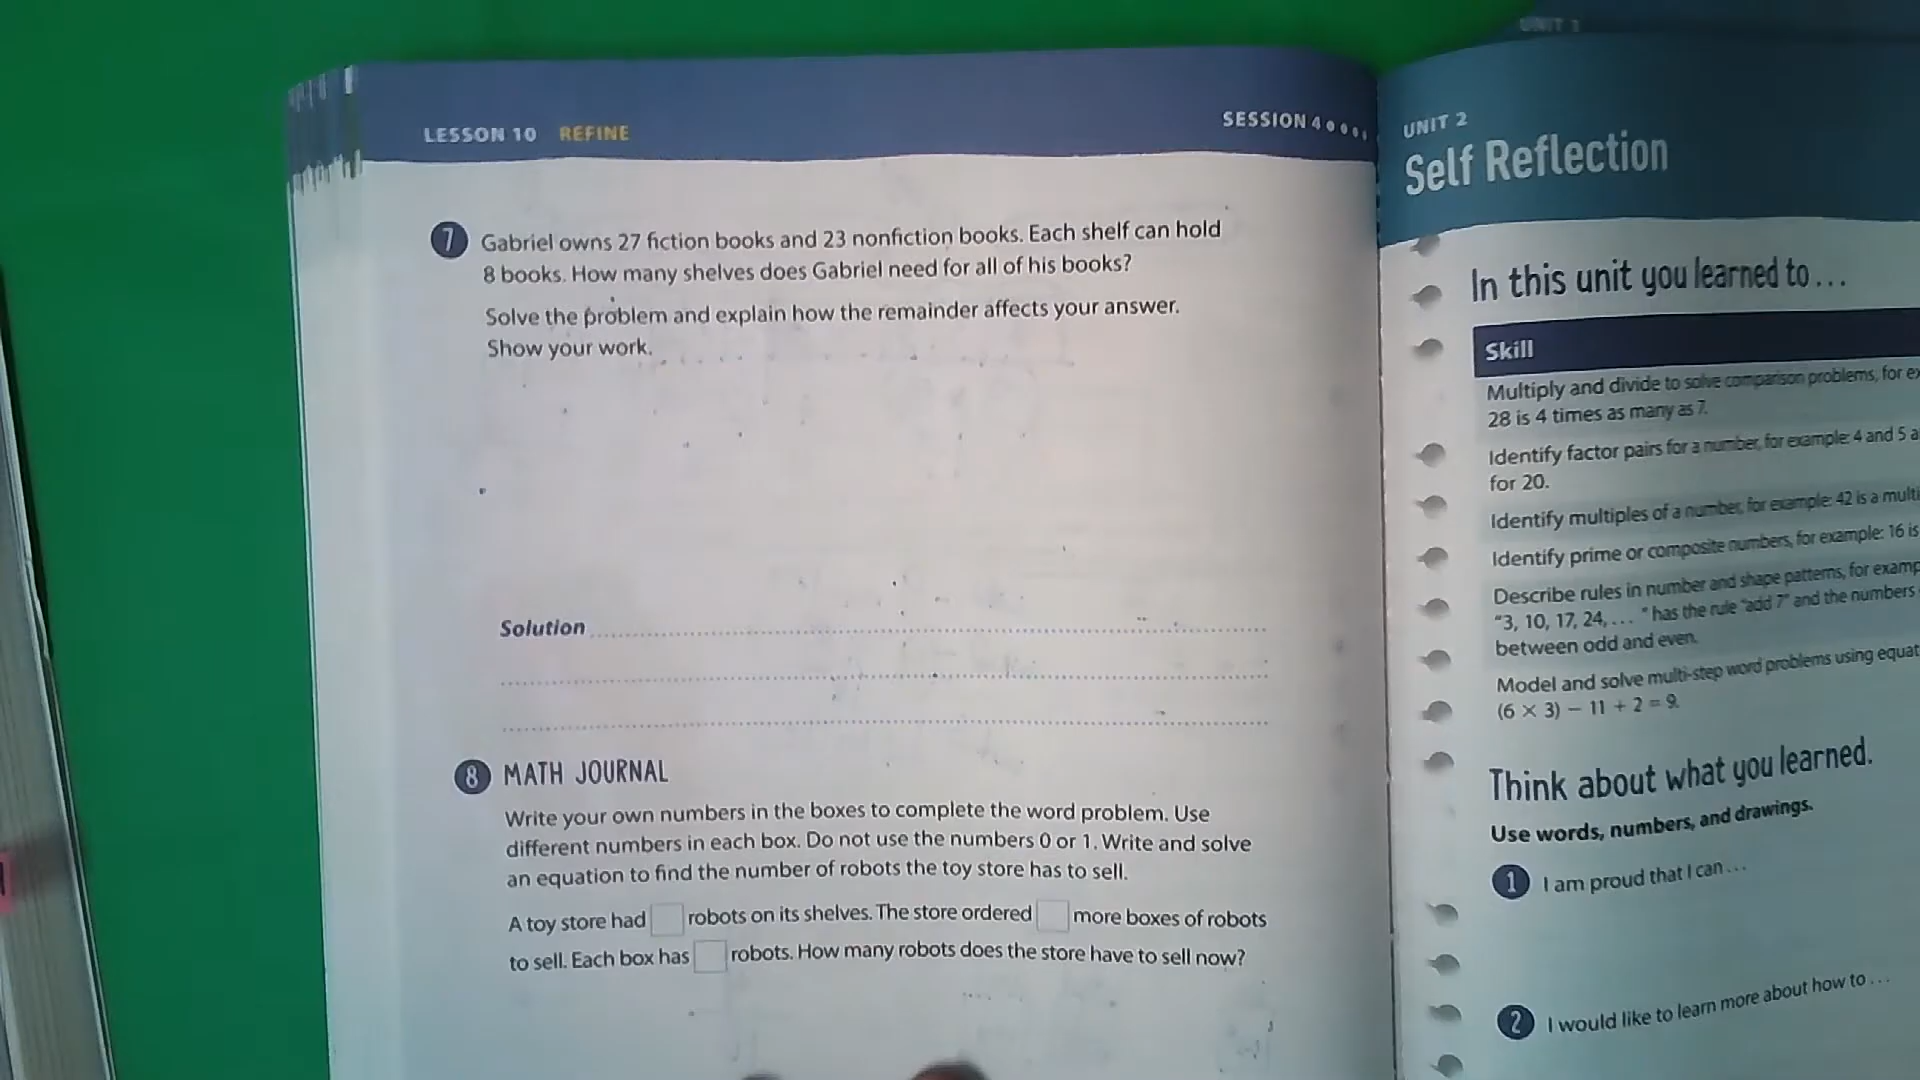 UNIT 1
LESSON 10 REFINE
SESSION 4
7 Gabriel owns 27 fiction books and 23 nonfiction books. Each shelf can hold
8 books. How many shelves does Gabriel need for all of his books?
Solve the problem and explain how the remainder affects your answer.
Show your work.
Solution
8 MATH JOURNAL
Write your own numbers in the boxes to complete the word problem. Use
different numbers in each box. Do not use the numbers 0 or 1. Write and solve
an equation to find the number of robots the toy store has to sell.
A toy store had robots on its shelves. The store ordered more boxes of robots
to sell. Each box has robots. How many robots does the store have to sell now?
UNIT 2
Self Reflection
In this unit you learned to...
Skill
Multiply and divide to solve comparison problems, for
28 is 4 times as many as 7.
Identify factor pairs for a number, for example: 4 and 5
for 20.
Identify multiples of a number, for example: 42 is a
Identify prime or composite numbers, for example: 16 is
Describe rules in number and shape patterns, for
"3, 10, 17, 24, ... " has the rule "add 7" and the numbers
between odd and even.
Model and solve multi-step word problems using
(6 × 3) − 11 + 2 = 9.
Think about what you learned.
Use words, numbers, and drawings.
1 I am proud that I can ...
2 I would like to learn more about how to ...